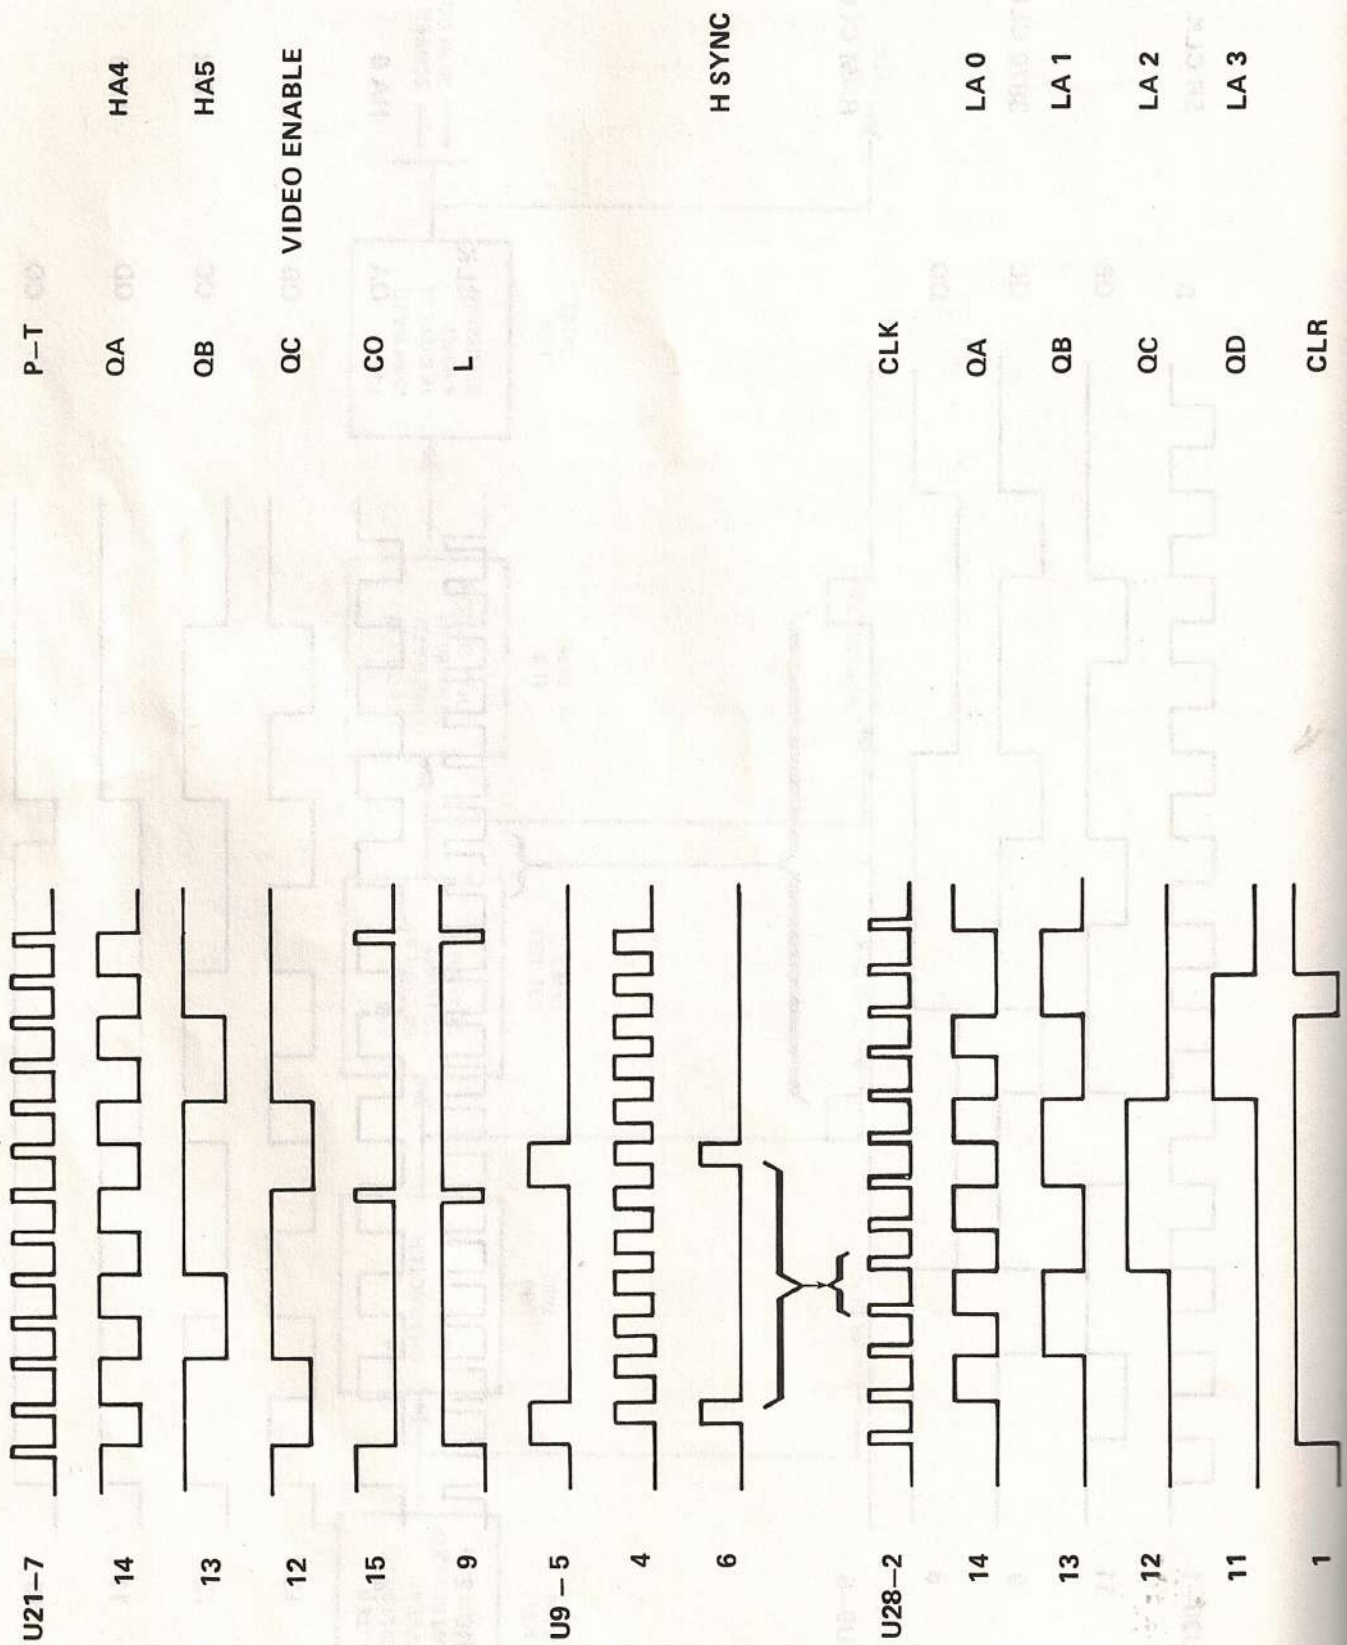 U21–7 P–T
14 QA HA4
13 QB HA5
12 QC VIDEO ENABLE
15 CO
9 L
U9 – 5
4
6 H SYNC
U28–2 CLK
14 QA LA 0
13 QB LA 1
12 QC LA 2
11 QD LA 3
1 CLR